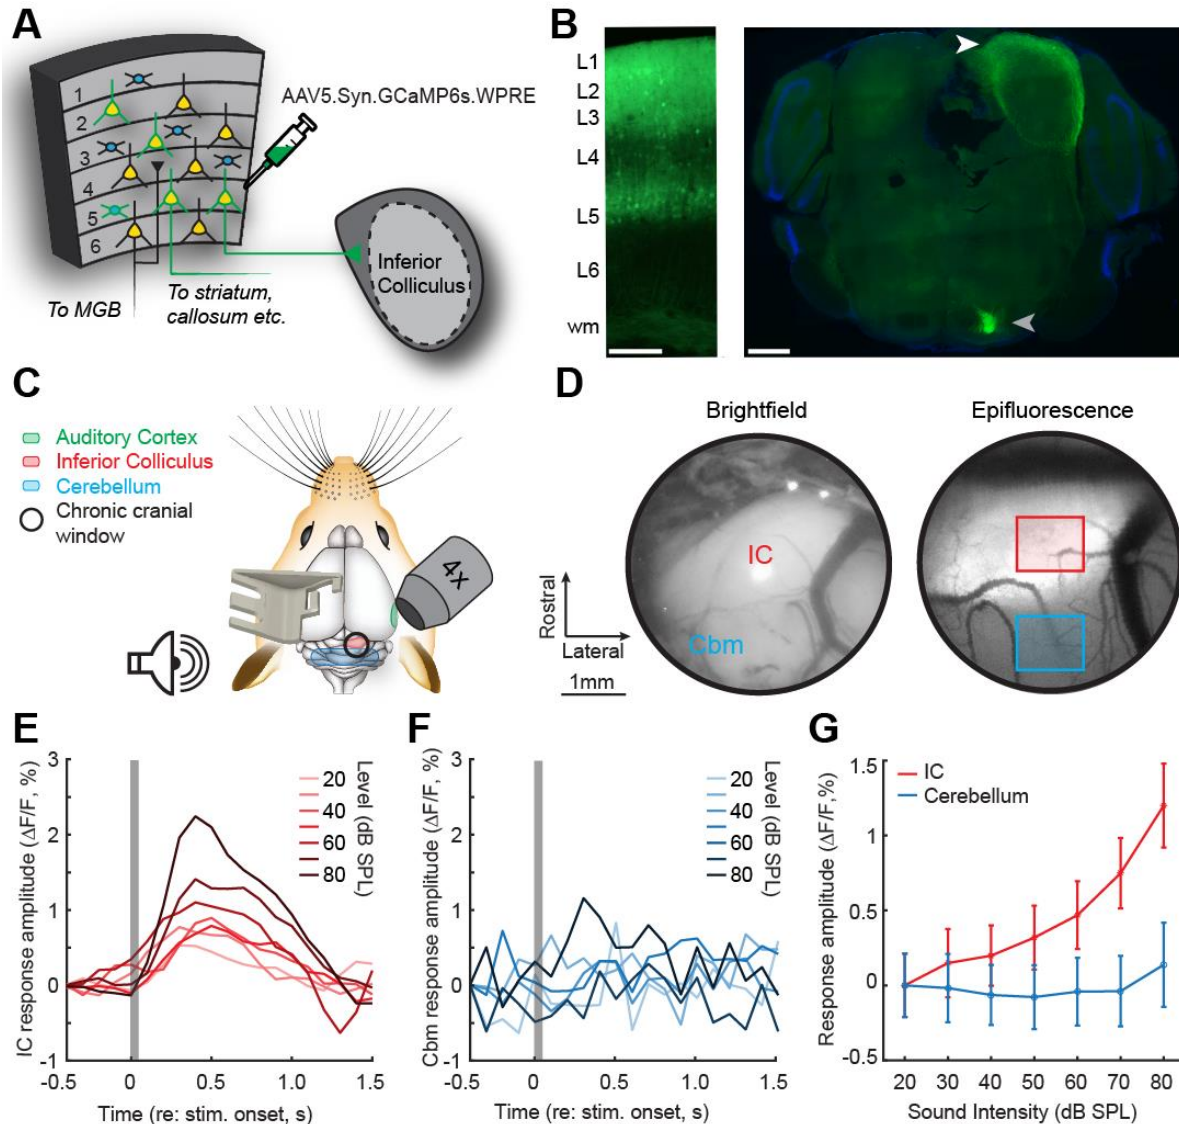 A
1
2
3
4
5
6
AAV5.Syn.GCaMP6s.WPRE
Inferior
Colliculus
To MGB
To striatum,
callosum etc.
B
L1
L2
L3
L4
L5
L6
wm
C
Auditory Cortex
Inferior Colliculus
Cerebellum
Chronic cranial
window
4x
D
Brightfield
Epifluorescence
IC
Cbm
Rostral
Lateral
1mm
E
IC response amplitude (ΔF/F, %)
3
2
1
0
-1
-0.5
0
0.5
1.0
1.5
Time (re: stim. onset, s)
20
40
60
80
Level (dB SPL)
F
Cbm response amplitude (ΔF/F, %)
3
2
1
0
-1
-0.5
0
0.5
1.0
1.5
Time (re: stim. onset, s)
20
40
60
80
Level (dB SPL)
G
Response amplitude (ΔF/F,%)
1.5
1
0.5
0
-0.5
20
30
40
50
60
70
80
Sound Intensity (dB SPL)
IC
Cerebellum